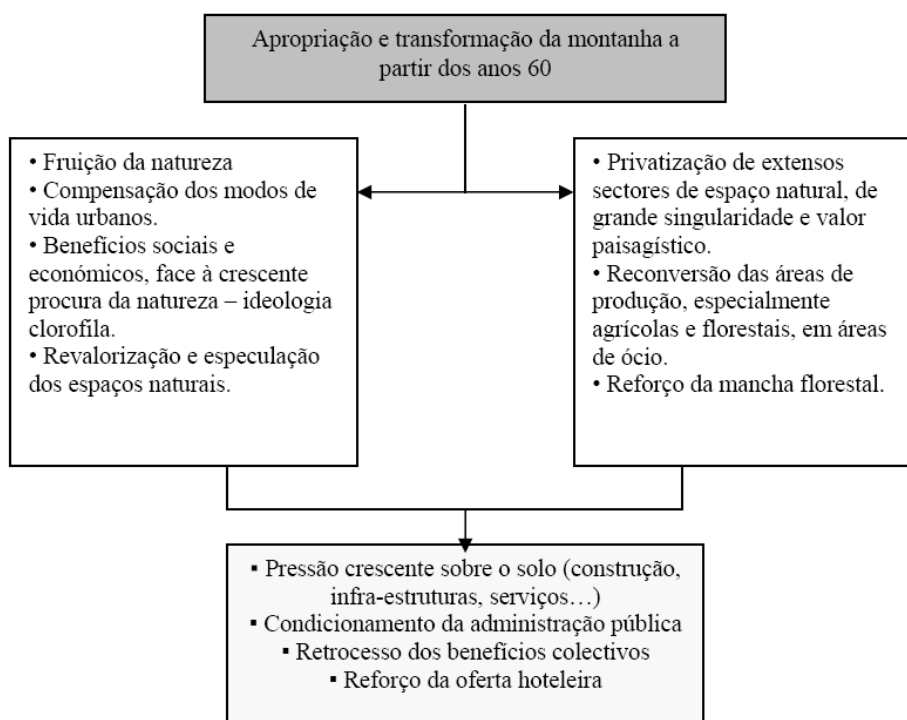 Apropriação e transformação da montanha a
partir dos anos 60
• Fruição da natureza
• Compensação dos modos de
vida urbanos.
• Benefícios sociais e
económicos, face à crescente
procura da natureza – ideologia
clorofila.
• Revalorização e especulação
dos espaços naturais.
• Privatização de extensos
sectores de espaço natural, de
grande singularidade e valor
paisagístico.
• Reconversão das áreas de
produção, especialmente
agrícolas e florestais, em áreas
de ócio.
• Reforço da mancha florestal.
▪ Pressão crescente sobre o solo (construção,
infra-estruturas, serviços…)
▪ Condicionamento da administração pública
▪ Retrocesso dos benefícios colectivos
▪ Reforço da oferta hoteleira